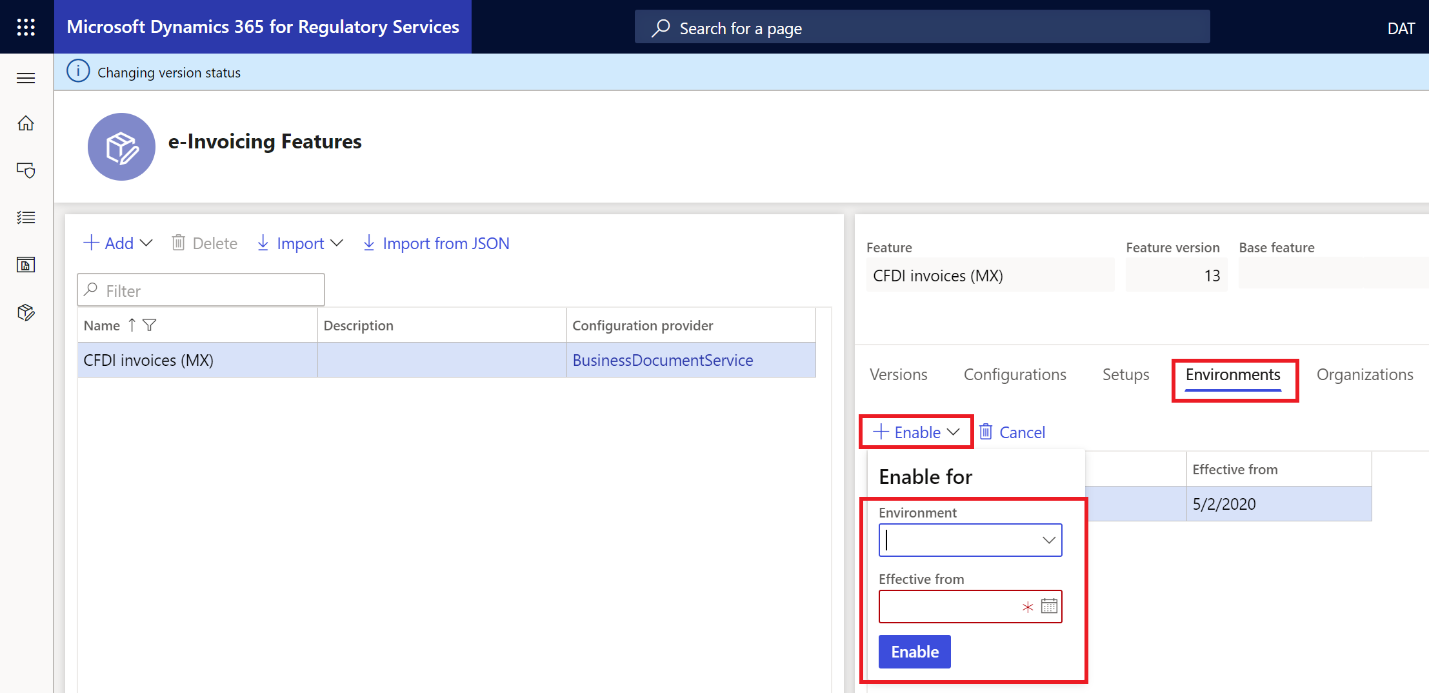 Microsoft Dynamics 365 for Regulatory Services
Search for a page
DAT
Changing version status
e-Invoicing Features
Add
Delete
Import
Import from JSON
Filter
Name
Description
Configuration provider
CFDI invoices (MX)
BusinessDocumentService
Feature
Feature version
Base feature
CFDI invoices (MX)
13
Versions
Configurations
Setups
Environments
Organizations
Enable
Cancel
Enable for
Effective from
5/2/2020
Environment
Effective from
*
Enable